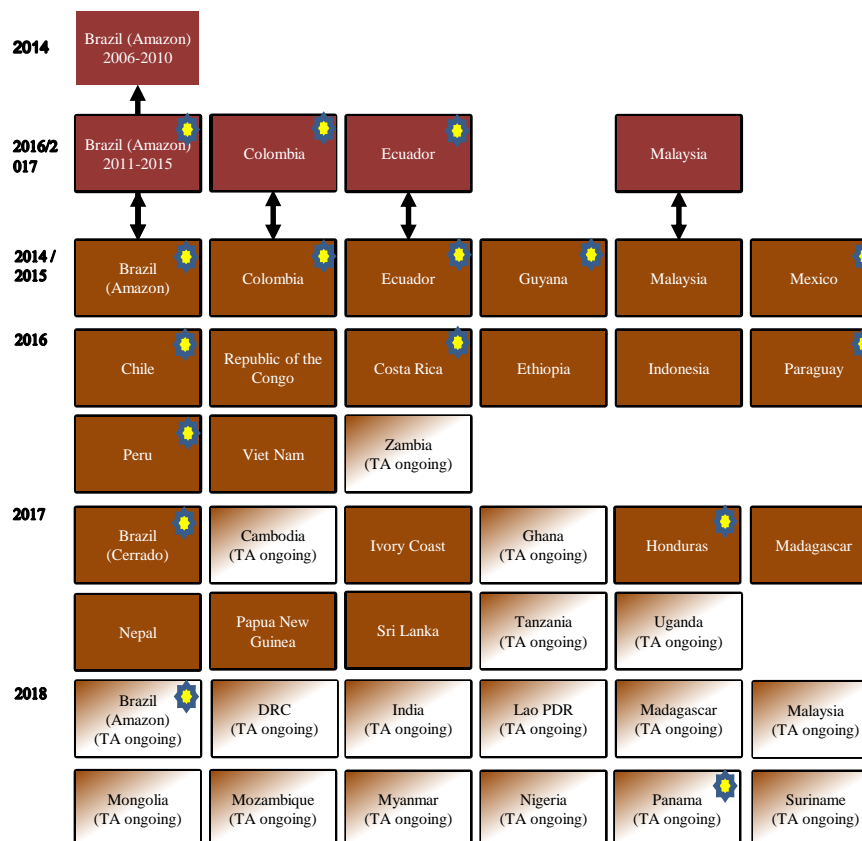 2014
Brazil (Amazon)
2006-2010
2016/2
017
Brazil (Amazon)
2011-2015
Colombia
Ecuador
Malaysia
2014 /
2015
Brazil
(Amazon)
Colombia
Ecuador
Guyana
Malaysia
Mexico
2016
Chile
Republic of the
Congo
Costa Rica
Ethiopia
Indonesia
Paraguay
Peru
Viet Nam
Zambia
(TA ongoing)
2017
Brazil
(Cerrado)
Cambodia
(TA ongoing)
Ivory Coast
Ghana
(TA ongoing)
Honduras
Madagascar
Nepal
Papua New
Guinea
Sri Lanka
Tanzania
(TA ongoing)
Uganda
(TA ongoing)
2018
Brazil
(Amazon)
(TA ongoing)
DRC
(TA ongoing)
India
(TA ongoing)
Lao PDR
(TA ongoing)
Madagascar
(TA ongoing)
Malaysia
(TA ongoing)
Mongolia
(TA ongoing)
Mozambique
(TA ongoing)
Myanmar
(TA ongoing)
Nigeria
(TA ongoing)
Panama
(TA ongoing)
Suriname
(TA ongoing)